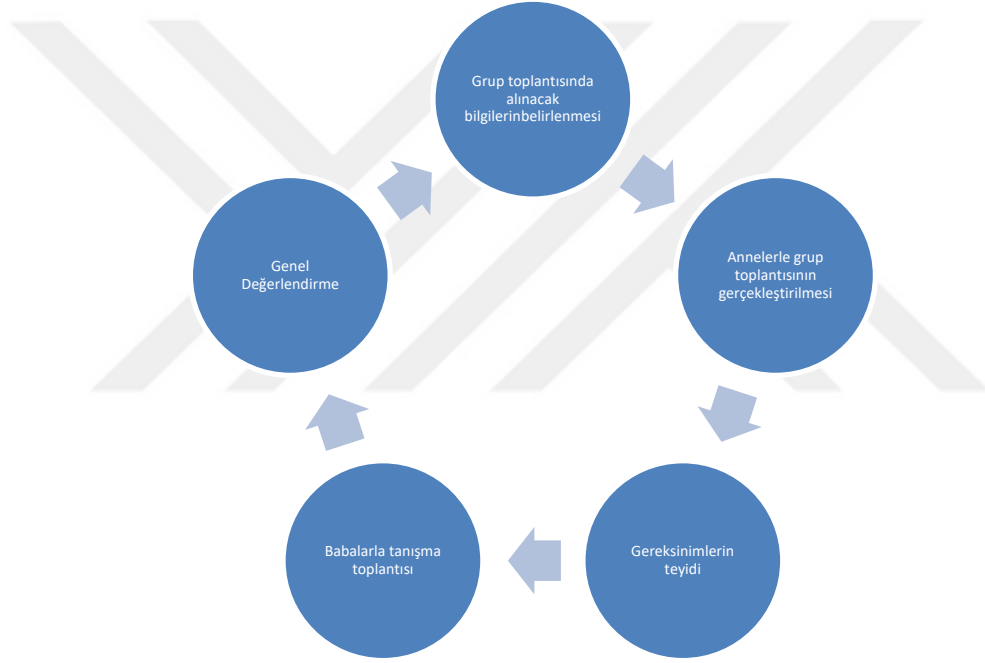 Grup toplantısında
alınacak
bilgilerinbelirlenmesi
Annelerle grup
toplantısının
gerçekleştirilmesi
Gereksinimlerin
teyidi
Babalarla tanışma
toplantısı
Genel
Değerlendirme